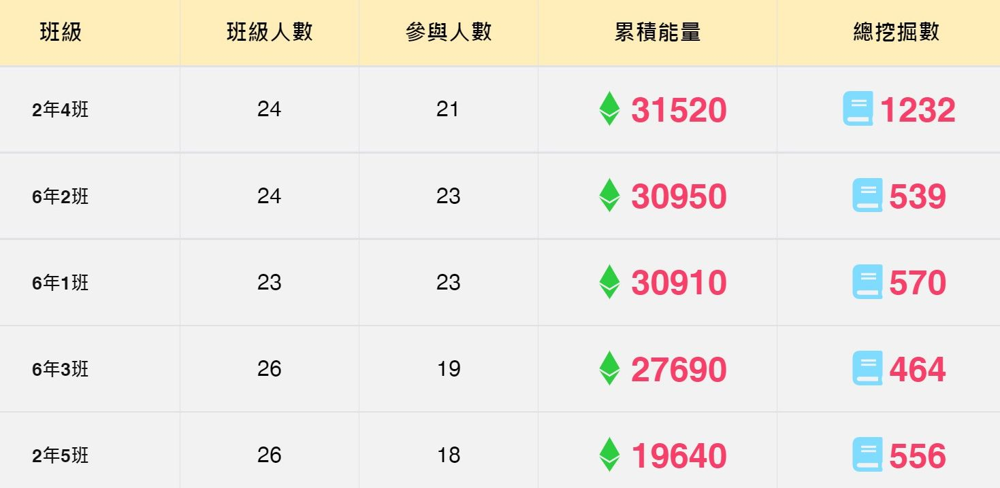 班級 班級人數 參與人數 累積能量 總挖掘數
2年4班 24 21 31520 1232
6年2班 24 23 30950 539
6年1班 23 23 30910 570
6年3班 26 19 27690 464
2年5班 26 18 19640 556